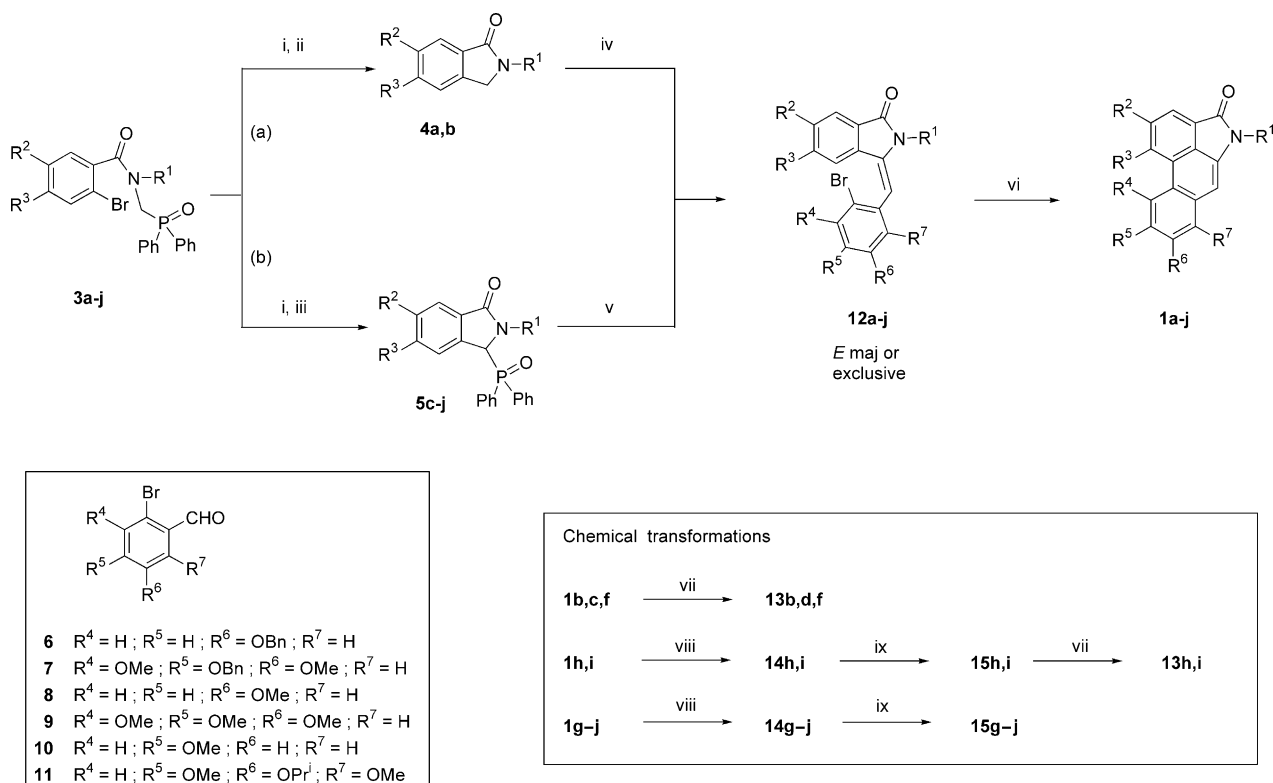 i, ii
iv
(a)
(b)
i, iii
v
vi
R² R³ O N R¹ Br P O Ph Ph
3a-j
R² R³ O N R¹
4a,b
R² R³ O N R¹ P O Ph Ph
5c-j
R² R³ O N R¹ Br R⁴ R⁵ R⁶ R⁷
12a-j
E maj or
exclusive
R² R³ O N R¹ R⁴ R⁵ R⁶ R⁷
1a-j
Br
R⁴ CHO
R⁵ R⁷
R⁶
6 R⁴ = H ; R⁵ = H ; R⁶ = OBn ; R⁷ = H
7 R⁴ = OMe ; R⁵ = OBn ; R⁶ = OMe ; R⁷ = H
8 R⁴ = H ; R⁵ = H ; R⁶ = OMe ; R⁷ = H
9 R⁴ = OMe ; R⁵ = OMe ; R⁶ = OMe ; R⁷ = H
10 R⁴ = H ; R⁵ = OMe ; R⁶ = H ; R⁷ = H
11 R⁴ = H ; R⁵ = OMe ; R⁶ = OPrⁱ ; R⁷ = OMe
Chemical transformations
1b,c,f vii 13b,d,f
1h,i viii 14h,i ix 15h,i vii 13h,i
1g–j viii 14g–j ix 15g–j